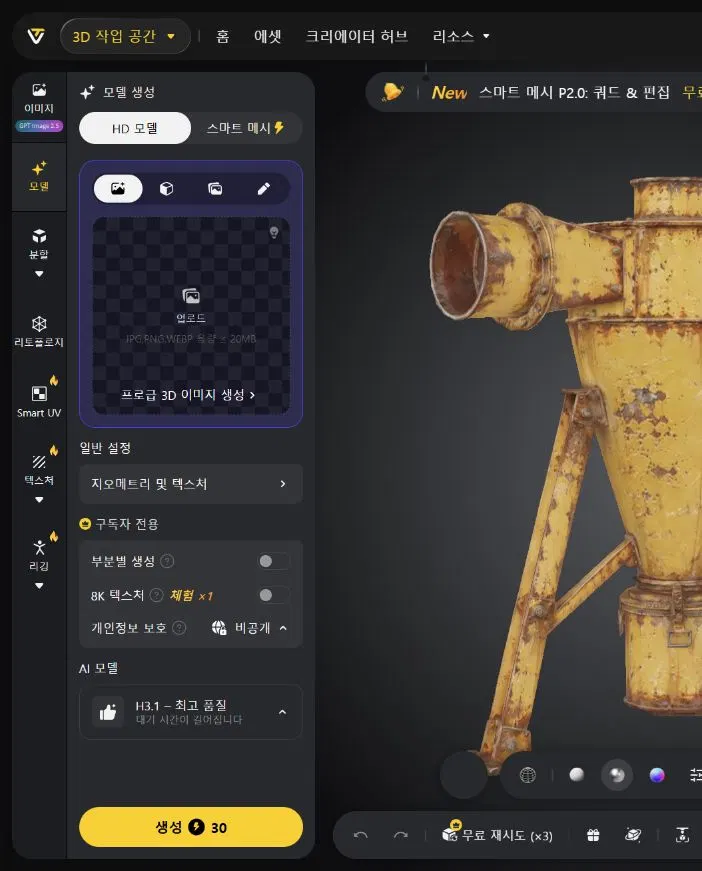 3D 작업 공간
홈
에셋
크리에이터 허브
리소스
이미지
GPT Image 2.5
모델
분할
리토폴로지
Smart UV
텍스처
리깅
모델 생성
HD 모델
스마트 메시
업로드
JPG,PNG,WEBP 용량 ≤ 20MB
프로급 3D 이미지 생성
일반 설정
지오메트리 및 텍스처
구독자 전용
부분별 생성
8K 텍스처
체험 ×1
개인정보 보호
비공개
AI 모델
H3.1 – 최고 품질
대기 시간이 길어집니다
생성 30
New 스마트 메시 P2.0: 쿼드 & 편집 무료
무료 재시도 (×3)